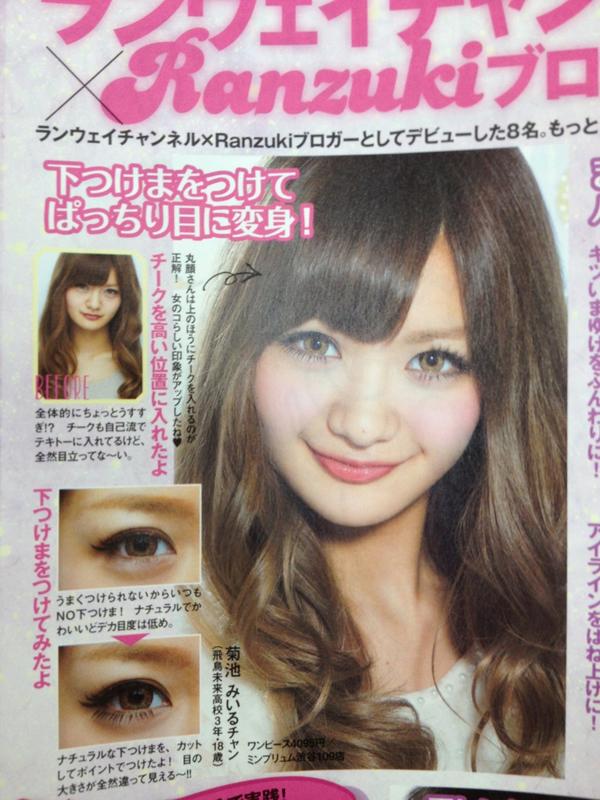 ランウェイチャン
×Ranzukiブロ
ランウェイチャンネル×Ranzukiブロガーとしてデビューした8名。もっと
下つけまをつけて
ぱっちり目に変身！
丸顔さんは上のほうにチークを入れるのが
正解！ 女のコらしい印象がアップしたね♥
チークを高い位置に入れたよ
BEFORE
全体的にちょっとうすす
ぎ!? チークも自己流で
テキトーに入れてるけど、
全然目立ってな〜い。
下つけまをつけてみたよ
うまくつけられないからいつも
NO下つけま！ ナチュラルでか
わいいどデカ目度は低め。
ナチュラルな下つけまを、カット
してポイントでつけたよ！ 目の
大きさが全然違って見える〜!!
菊池 みいるチャン
(飛鳥未来高校3年・18歳)
ワンピース4095円／
ミンプリュム渋谷109店
キツいまゆげをふんわりに！
アイラインをはね上げに！
で実践！